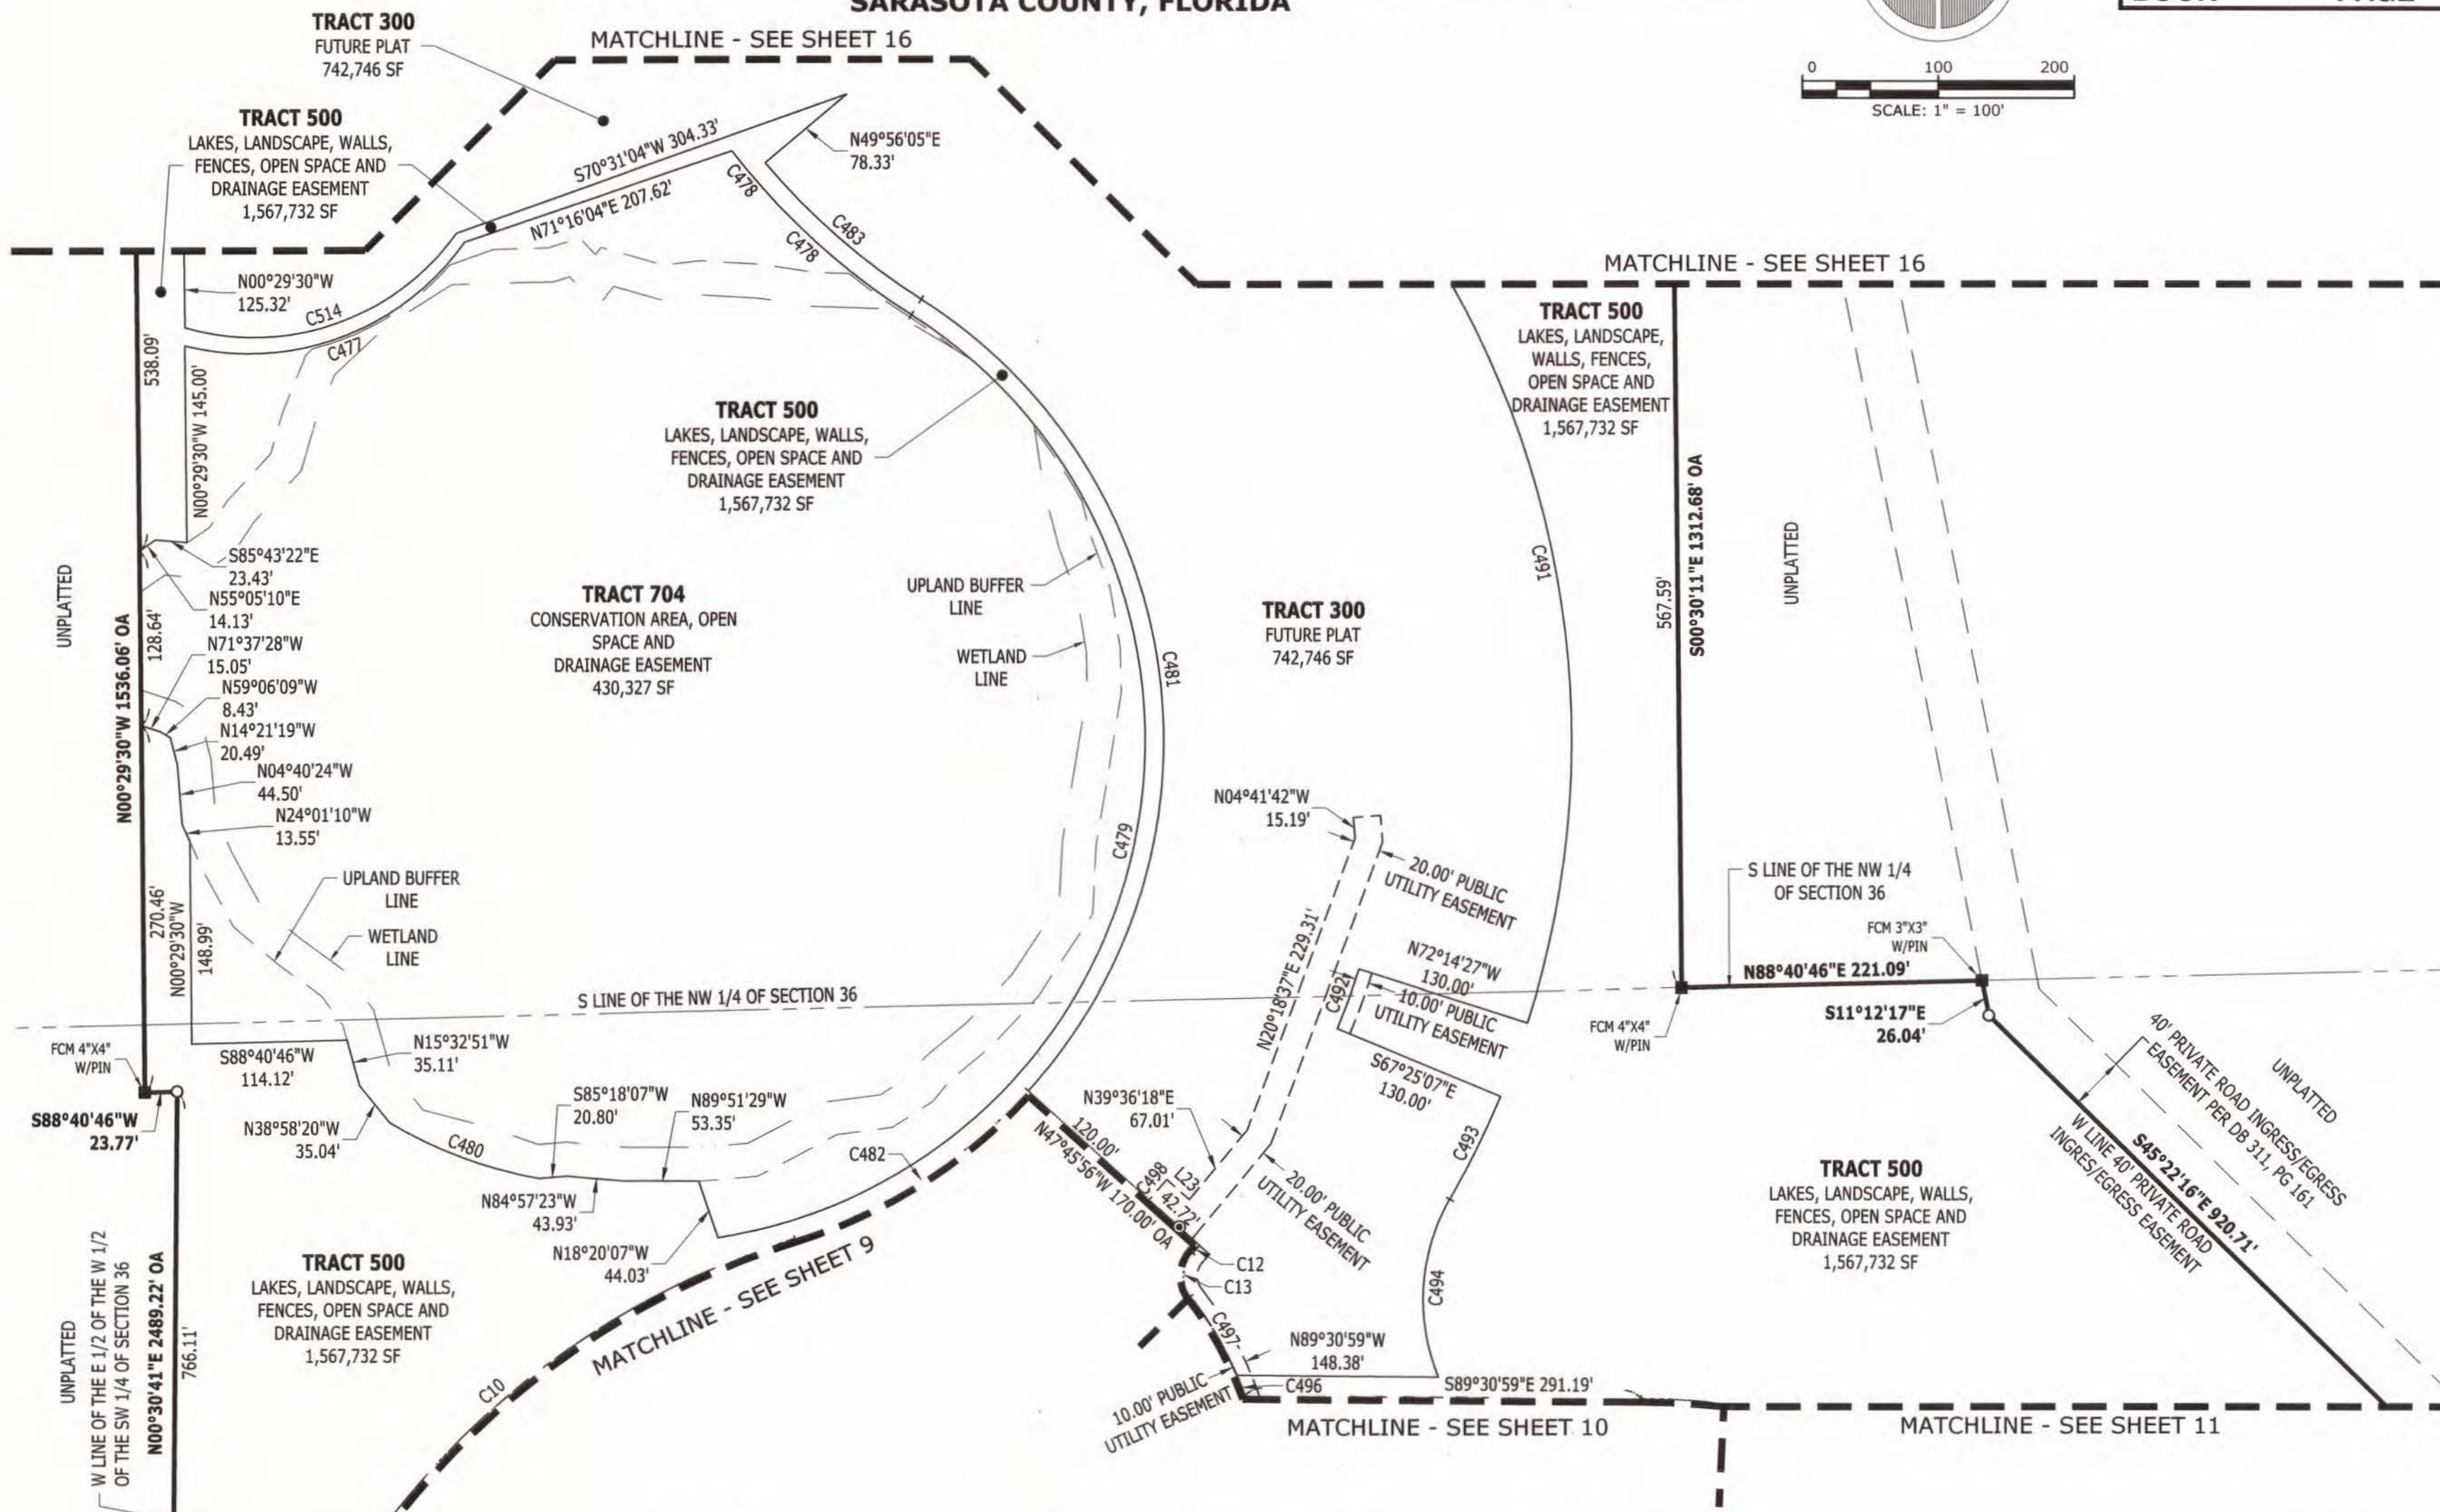 SARASOTA COUNTY, FLORIDA
BOOK PAGE
0 100 200
SCALE: 1" = 100'
TRACT 300
FUTURE PLAT
742,746 SF
MATCHLINE - SEE SHEET 16
TRACT 500
LAKES, LANDSCAPE, WALLS,
FENCES, OPEN SPACE AND
DRAINAGE EASEMENT
1,567,732 SF
S70°31'04"W 304.33'
N71°16'04"E 207.62'
N49°56'05"E
78.33'
C478
C483
C478
N00°29'30"W
125.32'
C514
C477
538.09'
N00°29'30"W 145.00'
MATCHLINE - SEE SHEET 16
TRACT 500
LAKES, LANDSCAPE,
WALLS, FENCES,
OPEN SPACE AND
DRAINAGE EASEMENT
1,567,732 SF
TRACT 500
LAKES, LANDSCAPE, WALLS,
FENCES, OPEN SPACE AND
DRAINAGE EASEMENT
1,567,732 SF
UNPLATTED
N00°29'30"W 1536.06' OA
128.64'
S85°43'22"E
23.43'
N55°05'10"E
14.13'
N71°37'28"W
15.05'
N59°06'09"W
8.43'
N14°21'19"W
20.49'
N04°40'24"W
44.50'
N24°01'10"W
13.55'
TRACT 704
CONSERVATION AREA, OPEN
SPACE AND
DRAINAGE EASEMENT
430,327 SF
UPLAND BUFFER
LINE
WETLAND
LINE
C481
C479
TRACT 300
FUTURE PLAT
742,746 SF
C491
567.59'
S00°30'11"E 1312.68' OA
UNPLATTED
UPLAND BUFFER
LINE
WETLAND
LINE
270.46'
N00°29'30"W
148.99'
N04°41'42"W
15.19'
20.00' PUBLIC
UTILITY EASEMENT
N20°18'37"E 229.31'
C492
N72°14'27"W
130.00'
10.00' PUBLIC
UTILITY EASEMENT
S67°25'07"E
130.00'
S LINE OF THE NW 1/4
OF SECTION 36
FCM 3"X3"
W/PIN
N88°40'46"E 221.09'
FCM 4"X4"
W/PIN
S11°12'17"E
26.04'
S LINE OF THE NW 1/4 OF SECTION 36
FCM 4"X4"
W/PIN
S88°40'46"W
23.77'
S88°40'46"W
114.12'
N15°32'51"W
35.11'
N38°58'20"W
35.04'
C480
S85°18'07"W
20.80'
N89°51'29"W
53.35'
N84°57'23"W
43.93'
N18°20'07"W
44.03'
C482
N39°36'18"E
67.01'
120.00'
N47°45'56"W 170.00' OA
C498
L23
42.72'
20.00' PUBLIC
UTILITY EASEMENT
C493
C494
C12
C13
C497
N89°30'59"W
148.38'
C496
S89°30'59"E 291.19'
10.00' PUBLIC
UTILITY EASEMENT
40' PRIVATE ROAD INGRESS/EGRESS
EASEMENT PER DB 311, PG 161
UNPLATTED
S45°22'16"E 920.71'
W LINE 40' PRIVATE ROAD
INGRES/EGRESS EASEMENT
TRACT 500
LAKES, LANDSCAPE, WALLS,
FENCES, OPEN SPACE AND
DRAINAGE EASEMENT
1,567,732 SF
UNPLATTED
W LINE OF THE E 1/2 OF THE W 1/2
OF THE SW 1/4 OF SECTION 36
N00°30'41"E 2489.22' OA
766.11'
TRACT 500
LAKES, LANDSCAPE, WALLS,
FENCES, OPEN SPACE AND
DRAINAGE EASEMENT
1,567,732 SF
C10
MATCHLINE - SEE SHEET 9
MATCHLINE - SEE SHEET 10
MATCHLINE - SEE SHEET 11